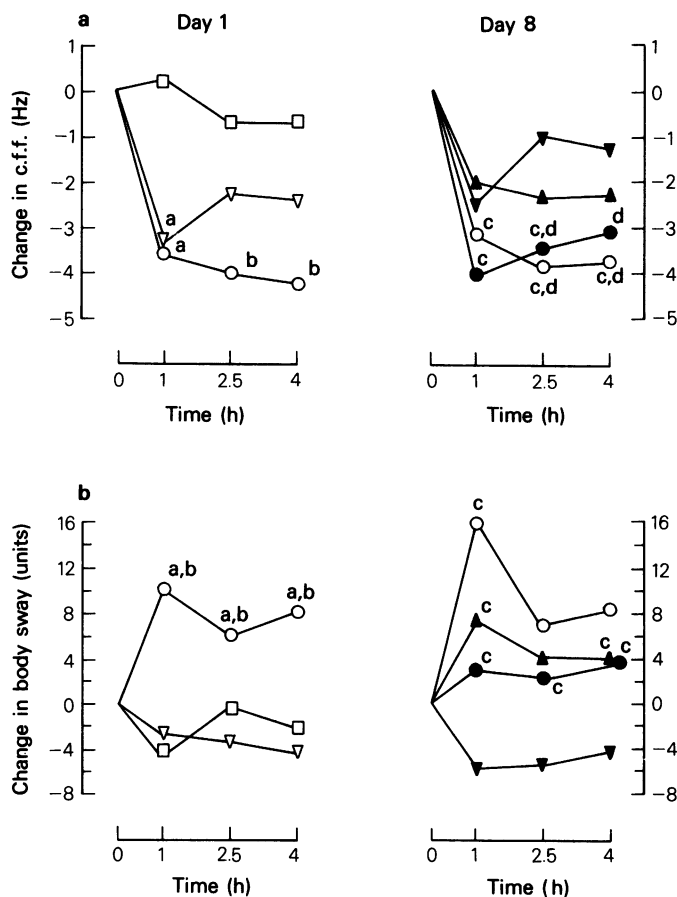 a
Day 1
Day 8
Change in c.f.f. (Hz)
1
0
−1
−2
−3
−4
−5
a
a
b
b
1
0
−1
−2
−3
−4
−5
c
c
c,d
c,d
d
c,d
0 1 2.5 4
Time (h)
0 1 2.5 4
Time (h)
b
Change in body sway (units)
16
12
8
4
0
−4
−8
a,b
a,b
a,b
16
12
8
4
0
−4
−8
c
c
c
c
c
c
0 1 2.5 4
Time (h)
0 1 2.5 4
Time (h)